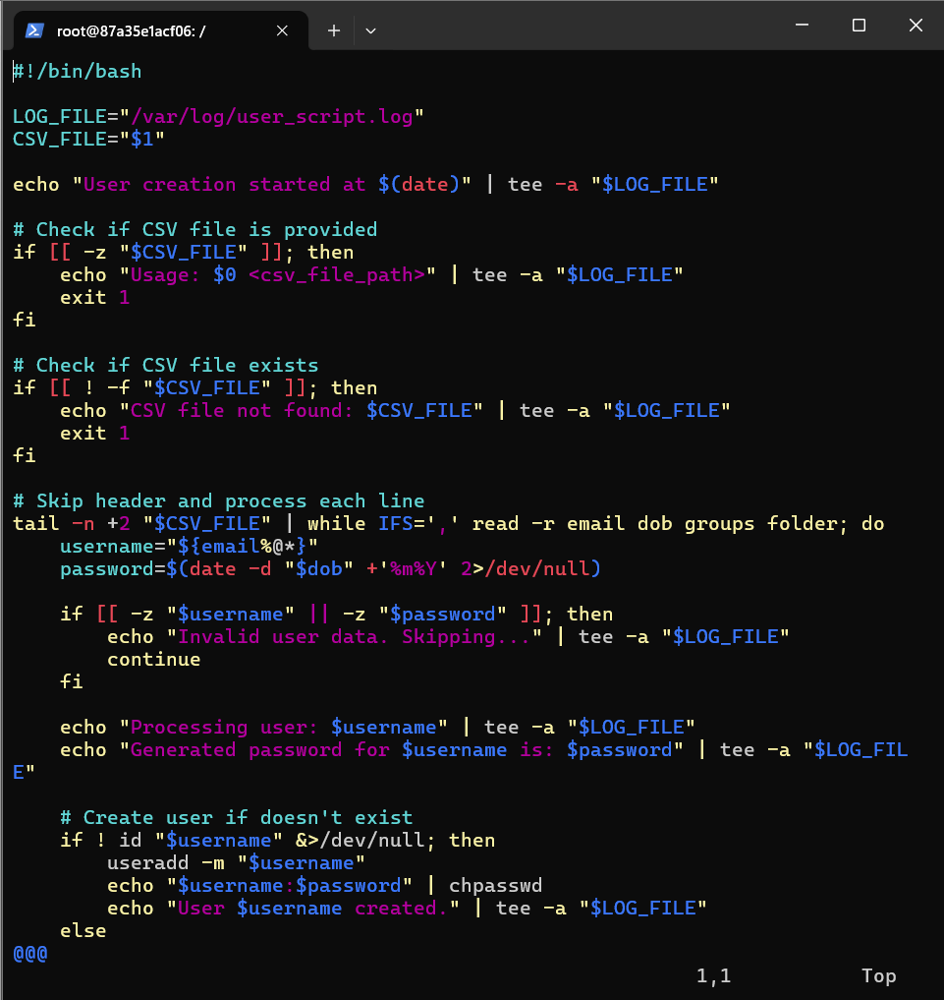 root@87a35e1acf06: /
#!/bin/bash
LOG_FILE="/var/log/user_script.log"
CSV_FILE="$1"
echo "User creation started at $(date)" | tee -a "$LOG_FILE"
# Check if CSV file is provided
if [[ -z "$CSV_FILE" ]]; then
    echo "Usage: $0 <csv_file_path>" | tee -a "$LOG_FILE"
    exit 1
fi
# Check if CSV file exists
if [[ ! -f "$CSV_FILE" ]]; then
    echo "CSV file not found: $CSV_FILE" | tee -a "$LOG_FILE"
    exit 1
fi
# Skip header and process each line
tail -n +2 "$CSV_FILE" | while IFS=',' read -r email dob groups folder; do
    username="${email%@*}"
    password=$(date -d "$dob" +'%m%Y' 2>/dev/null)
    if [[ -z "$username" || -z "$password" ]]; then
        echo "Invalid user data. Skipping..." | tee -a "$LOG_FILE"
        continue
    fi
    echo "Processing user: $username" | tee -a "$LOG_FILE"
    echo "Generated password for $username is: $password" | tee -a "$LOG_FIL
E"
    # Create user if doesn't exist
    if ! id "$username" &>/dev/null; then
        useradd -m "$username"
        echo "$username:$password" | chpasswd
        echo "User $username created." | tee -a "$LOG_FILE"
    else
@@@
1,1 Top